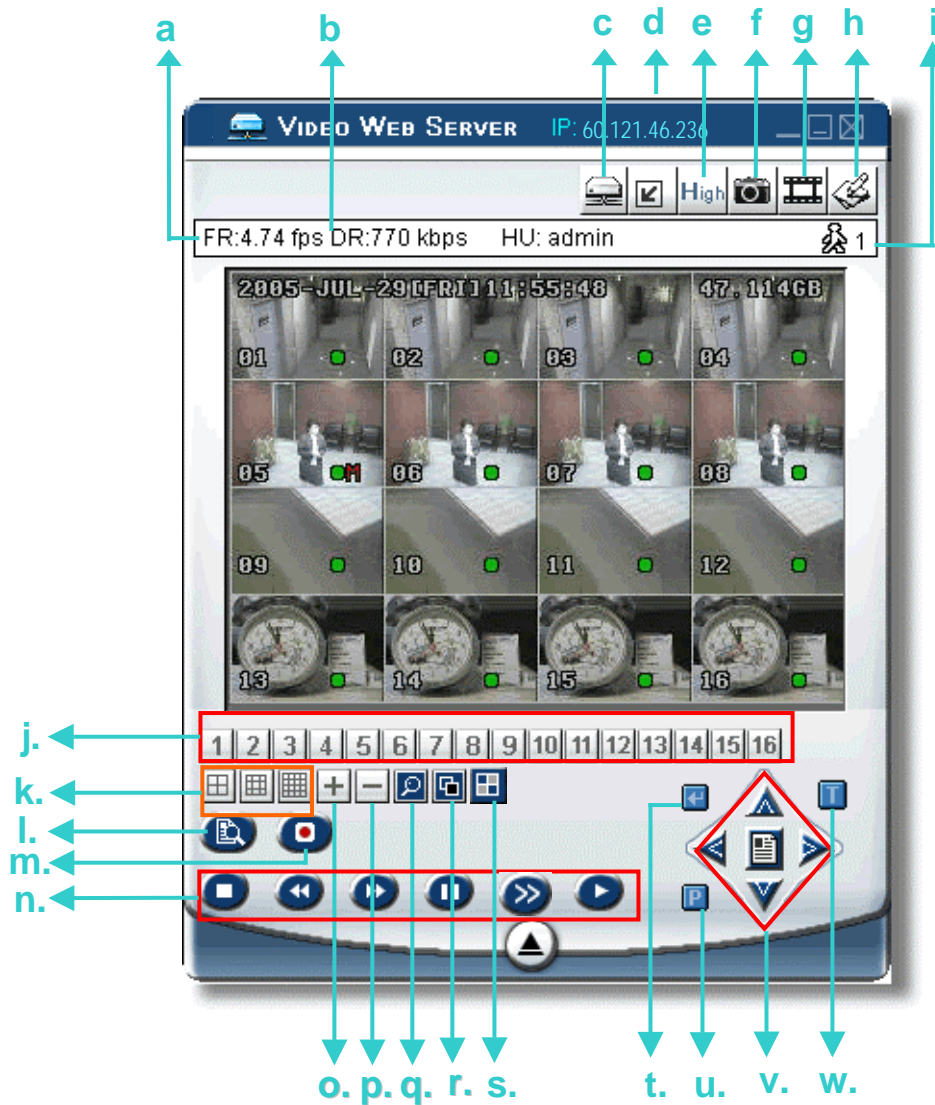 a b c d e f g h i
VIDEO WEB SERVER IP: 60.121.46.236
High
FR:4.74 fps DR:770 kbps HU: admin 1
2005-JUL-29[FRI]11:55:48 47.114GB
01 02 03 04
05 M 06 07 08
09 10 11 12
13 14 15 16
j. 1 2 3 4 5 6 7 8 9 10 11 12 13 14 15 16
k.
T
l.
m.
n.
P
o. p. q. r. s. t. u. v. w.